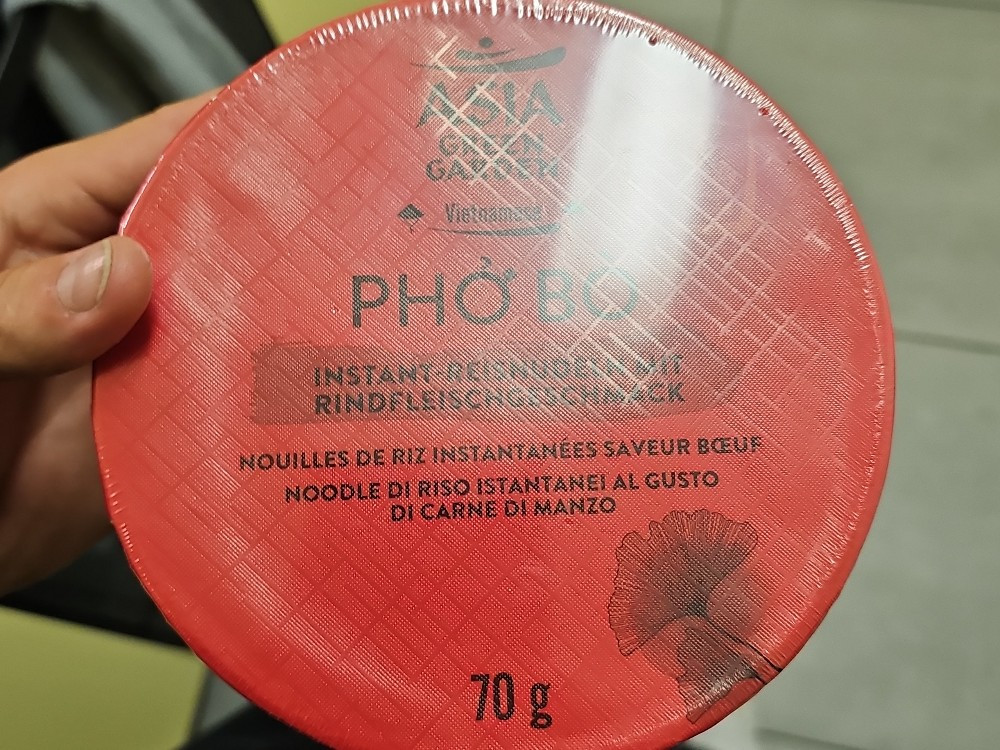 ASIA
GREEN
GARDEN
Vietnamese
PHỞ BO
INSTANT-REISNUDELN MIT
RINDFLEISCHGESCHMACK
NOUILLES DE RIZ INSTANTANÉES SAVEUR BŒUF
NOODLE DI RISO ISTANTANEI AL GUSTO
DI CARNE DI MANZO
70 g